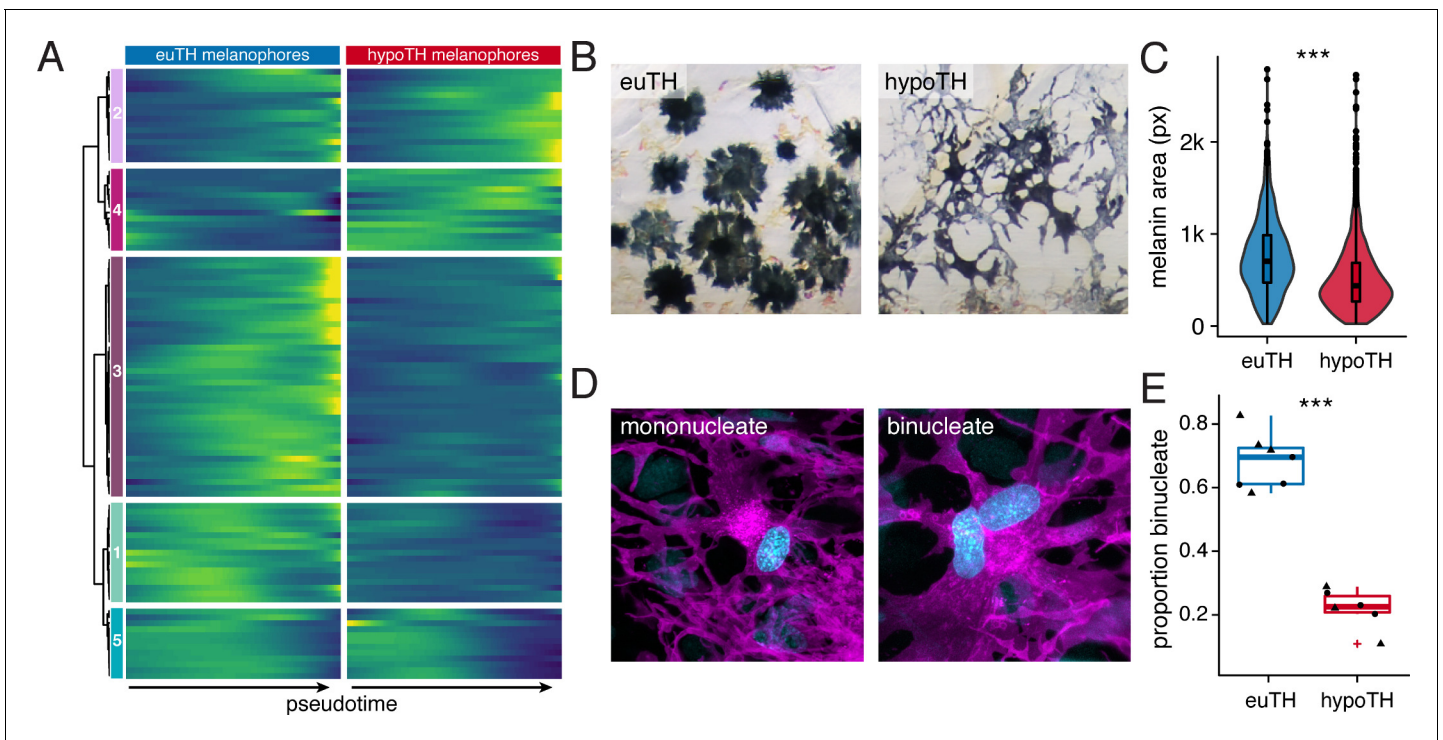 A
euTH melanophores
hypoTH melanophores
2
4
3
1
5
pseudotime
B
euTH
hypoTH
C
***
melanin area (px)
2k
1k
0
euTH
hypoTH
D
mononucleate
binucleate
E
***
proportion binucleate
0.8
0.6
0.4
0.2
euTH
hypoTH